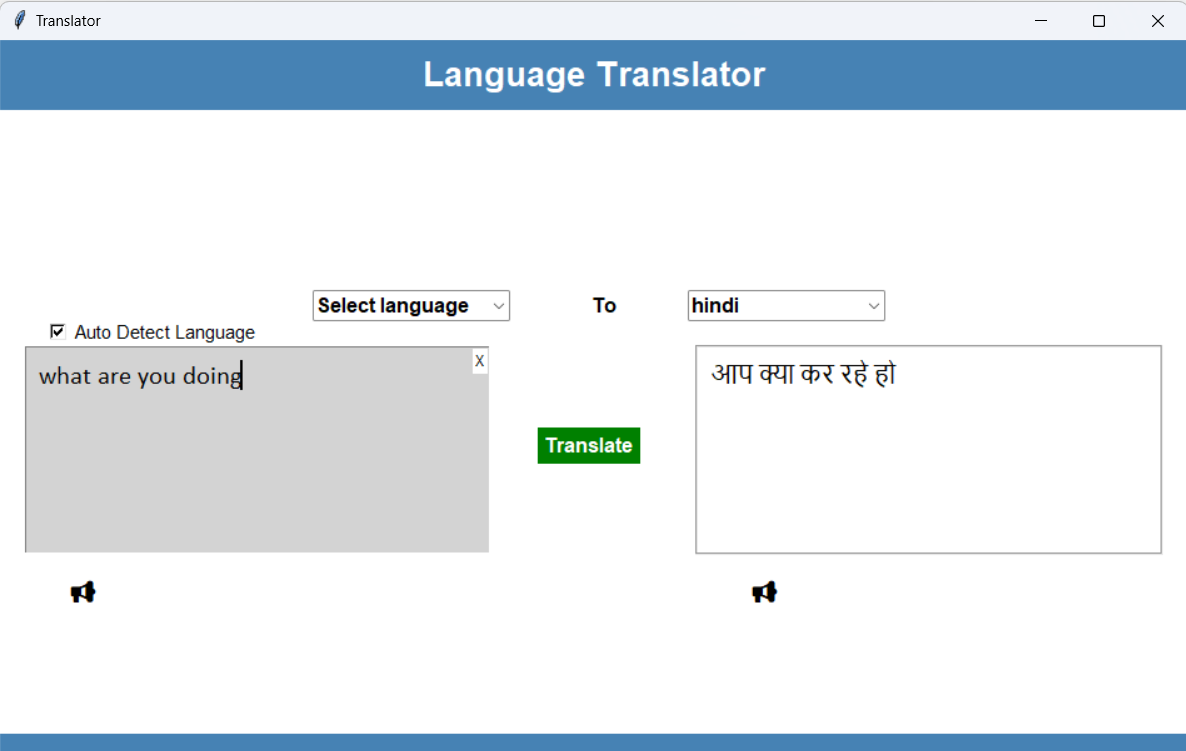 Translator
Language Translator
Select language
To
hindi
Auto Detect Language
what are you doing
X
आप क्या कर रहे हो
Translate